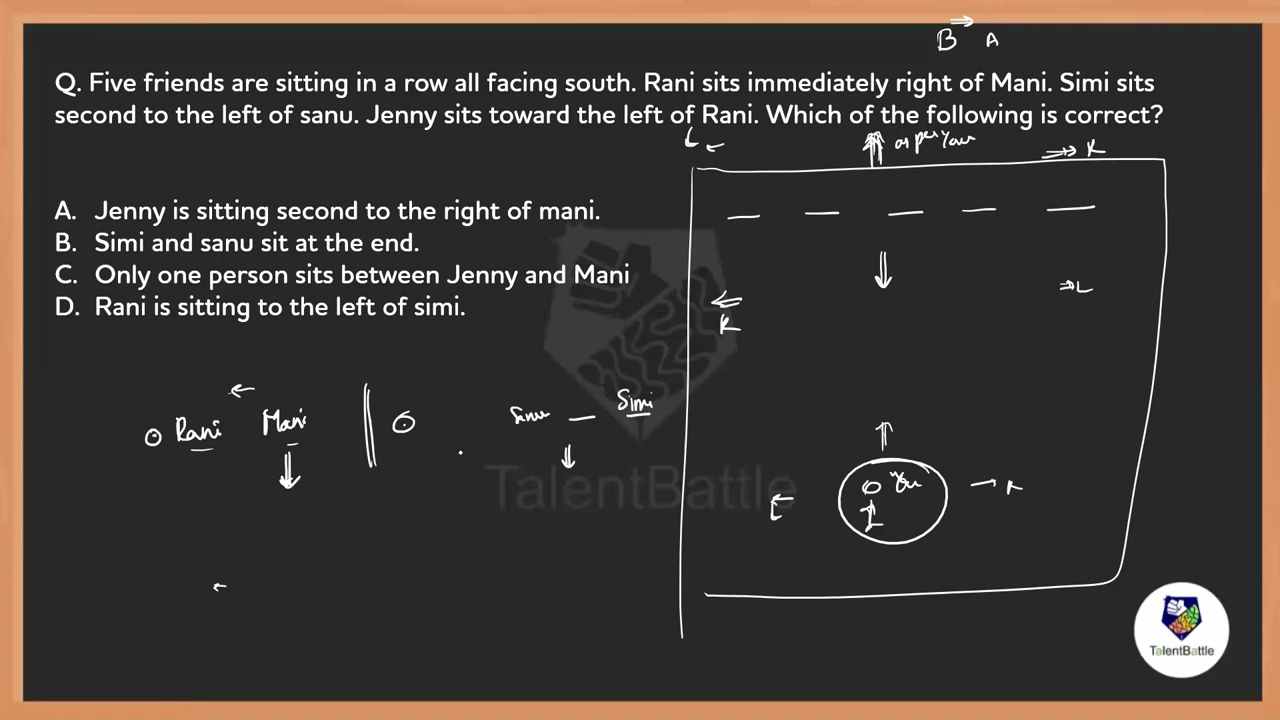 B A
Q. Five friends are sitting in a row all facing south. Rani sits immediately right of Mani. Simi sits
second to the left of sanu. Jenny sits toward the left of Rani. Which of the following is correct?
as per You
R
A. Jenny is sitting second to the right of mani.
B. Simi and sanu sit at the end.
C. Only one person sits between Jenny and Mani
D. Rani is sitting to the left of simi.
L
R
Rani Mani
Sanu Simi
You
R
L
TalentBattle
TalentBattle